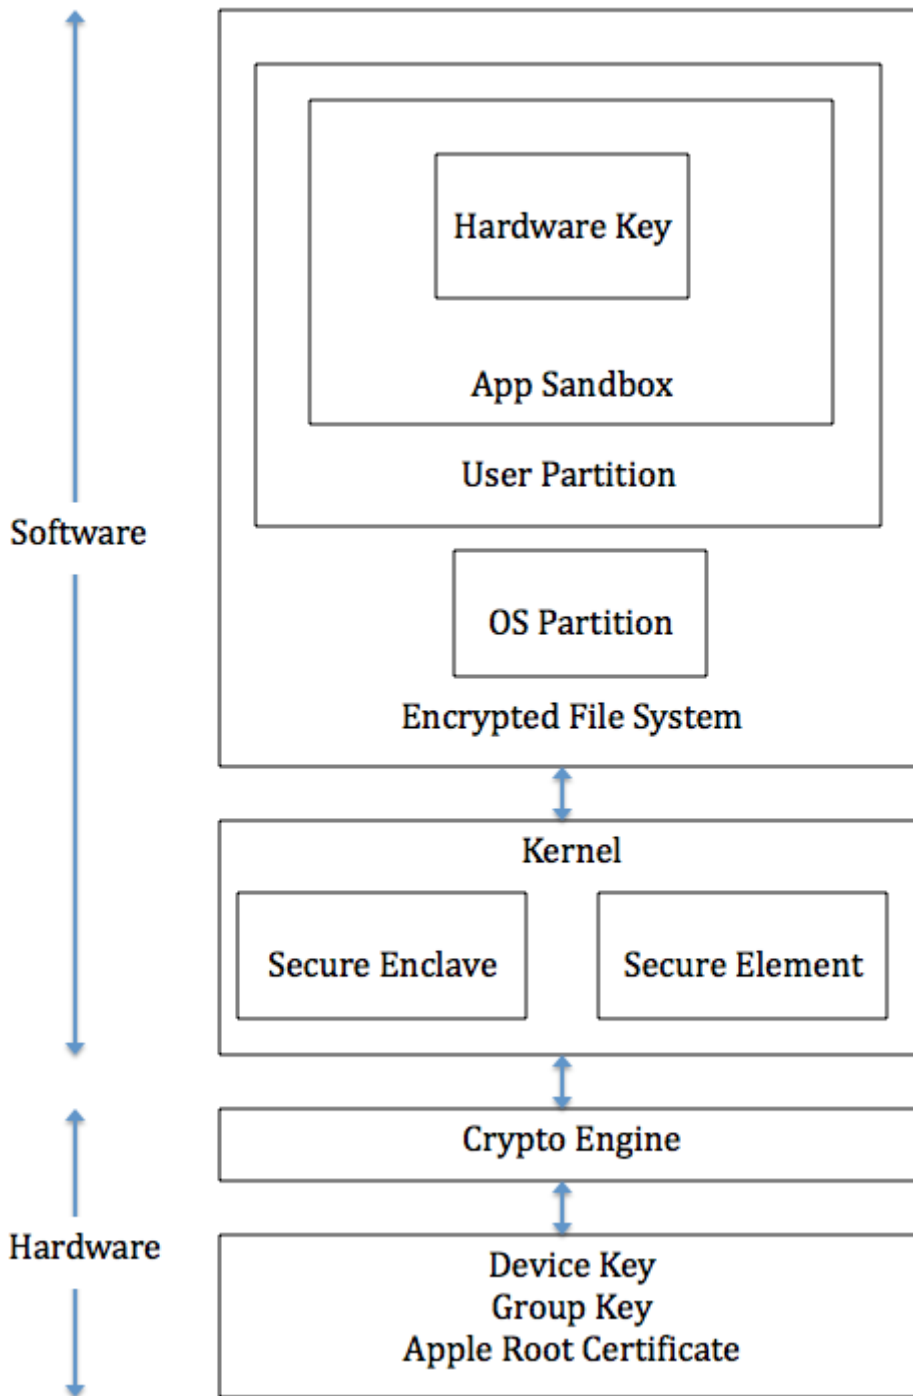 Hardware Key
App Sandbox
User Partition
Software
OS Partition
Encrypted File System
Kernel
Secure Enclave
Secure Element
Crypto Engine
Hardware
Device Key
Group Key
Apple Root Certificate